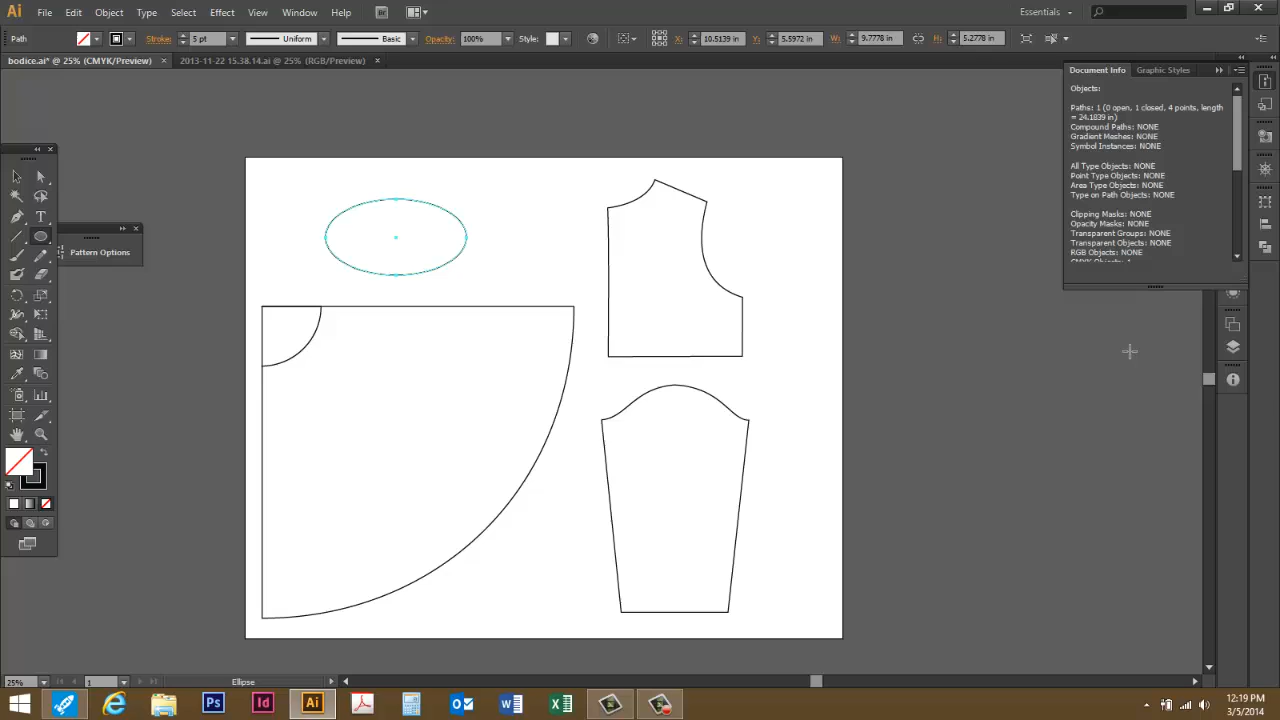 Ai File Edit Object Type Select Effect View Window Help Br Essentials
Path Stroke: 5 pt Uniform Basic Opacity: 100% Style: X: 10.5139 in Y: 5.5972 in W: 9.7778 in H: 5.2778 in
bodice.ai* @ 25% (CMYK/Preview) × 2013-11-22 15.38.14.ai @ 25% (RGB/Preview) ×
Document Info Graphic Styles
Objects:
Paths: 1 (0 open, 1 closed, 4 points, length
= 24.1839 in)
Compound Paths: NONE
Gradient Meshes: NONE
Symbol Instances: NONE
All Type Objects: NONE
Point Type Objects: NONE
Area Type Objects: NONE
Type on Path Objects: NONE
Clipping Masks: NONE
Opacity Masks: NONE
Transparent Groups: NONE
Transparent Objects: NONE
RGB Objects: NONE
Pattern Options
25% 1 Ellipse
Ps Id Ai
12:19 PM
3/5/2014